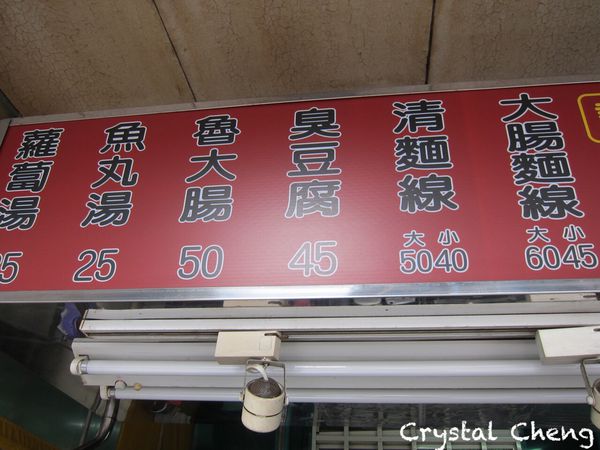 大腸麵線
大 小
60 45
清麵線
大 小
50 40
臭豆腐
45
魯大腸
50
魚丸湯
25
蘿蔔湯
Crystal Cheng